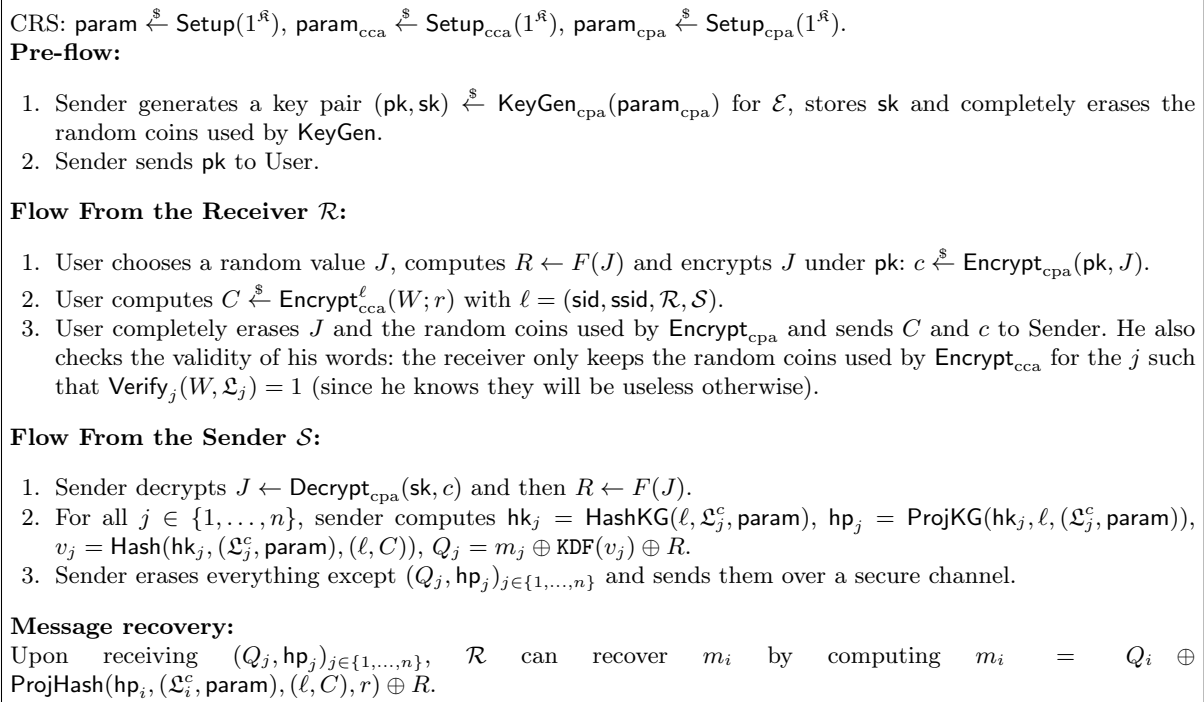 CRS: param $← Setup(1^𝔎), param_cca $← Setup_cca(1^𝔎), param_cpa $← Setup_cpa(1^𝔎).
Pre-flow:
1. Sender generates a key pair (pk, sk) $← KeyGen_cpa(param_cpa) for ℰ, stores sk and completely erases the
random coins used by KeyGen.
2. Sender sends pk to User.
Flow From the Receiver ℛ:
1. User chooses a random value J, computes R ← F(J) and encrypts J under pk: c $← Encrypt_cpa(pk, J).
2. User computes C $← Encrypt^ℓ_cca(W; r) with ℓ = (sid, ssid, ℛ, 𝒮).
3. User completely erases J and the random coins used by Encrypt_cpa and sends C and c to Sender. He also
checks the validity of his words: the receiver only keeps the random coins used by Encrypt_cca for the j such
that Verify_j(W, 𝔏_j) = 1 (since he knows they will be useless otherwise).
Flow From the Sender 𝒮:
1. Sender decrypts J ← Decrypt_cpa(sk, c) and then R ← F(J).
2. For all j ∈ {1, . . . , n}, sender computes hk_j = HashKG(ℓ, 𝔏^c_j, param), hp_j = ProjKG(hk_j, ℓ, (𝔏^c_j, param)),
v_j = Hash(hk_j, (𝔏^c_j, param), (ℓ, C)), Q_j = m_j ⊕ KDF(v_j) ⊕ R.
3. Sender erases everything except (Q_j, hp_j)_{j∈{1,...,n}} and sends them over a secure channel.
Message recovery:
Upon receiving (Q_j, hp_j)_{j∈{1,...,n}}, ℛ can recover m_i by computing m_i = Q_i ⊕
ProjHash(hp_i, (𝔏^c_i, param), (ℓ, C), r) ⊕ R.